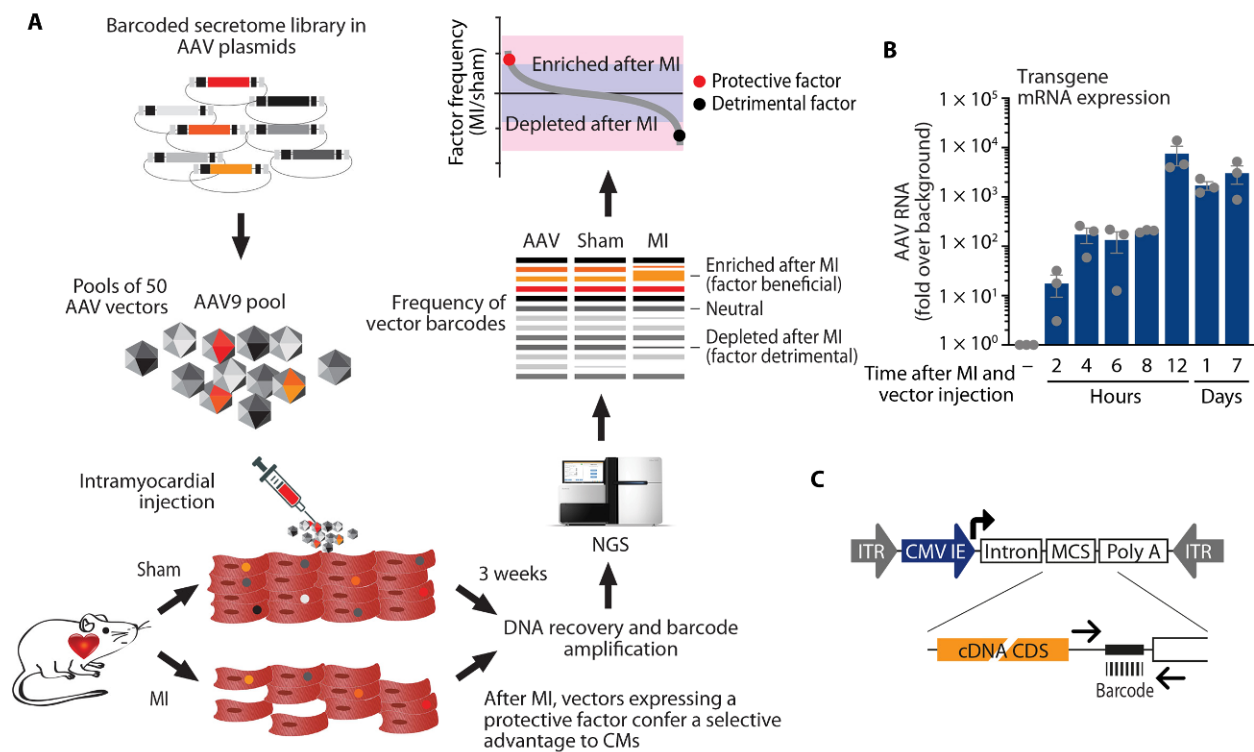 A
Barcoded secretome library in
AAV plasmids
Pools of 50
AAV vectors
AAV9 pool
Intramyocardial
injection
Sham
MI
3 weeks
DNA recovery and barcode
amplification
After MI, vectors expressing a
protective factor confer a selective
advantage to CMs
NGS
Frequency of
vector barcodes
AAV
Sham
MI
Enriched after MI
(factor beneficial)
Neutral
Depleted after MI
(factor detrimental)
Factor frequency
(MI/sham)
Enriched after MI
Depleted after MI
Protective factor
Detrimental factor
B
Transgene
mRNA expression
AAV RNA
(fold over background)
1 × 10⁵
1 × 10⁴
1 × 10³
1 × 10²
1 × 10¹
1 × 10⁰
Time after MI and
vector injection
– 2 4 6 8 12 1 7
Hours Days
C
ITR CMV IE Intron MCS Poly A ITR
cDNA CDS
Barcode